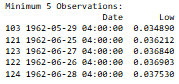 Minimum 5 Observations:
Date Low
103 1962-05-29 04:00:00 0.034890
121 1962-06-25 04:00:00 0.036212
123 1962-06-27 04:00:00 0.036840
122 1962-06-26 04:00:00 0.036903
124 1962-06-28 04:00:00 0.037530